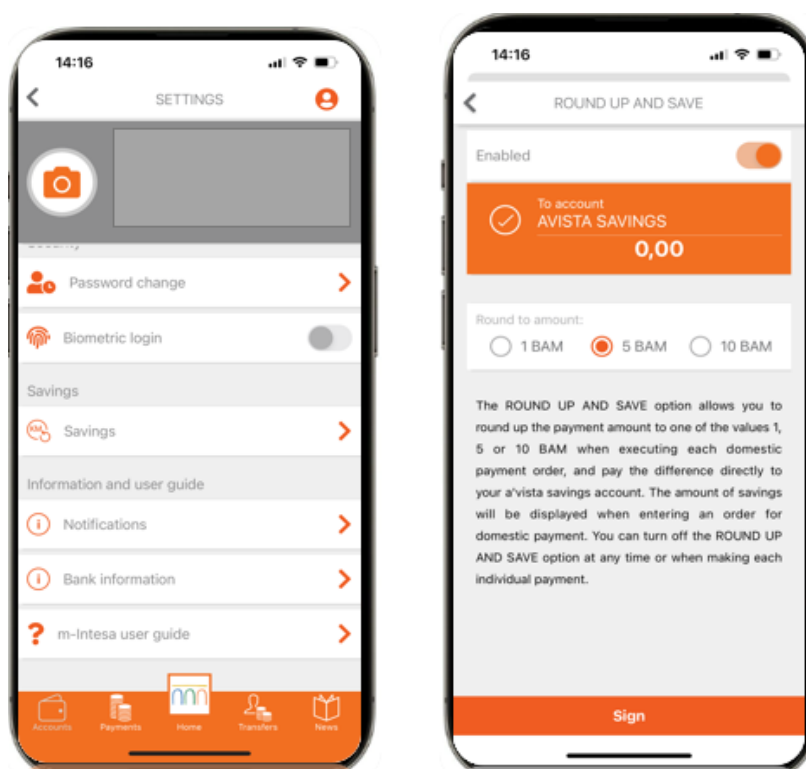 14:16
SETTINGS
Password change
Biometric login
Savings
KM
Savings
Information and user guide
Notifications
Bank information
m-Intesa user guide
Accounts
Payments
Home
Transfers
News
14:16
ROUND UP AND SAVE
Enabled
To account
AVISTA SAVINGS
0,00
Round to amount:
1 BAM
5 BAM
10 BAM
The ROUND UP AND SAVE option allows you to
round up the payment amount to one of the values 1,
5 or 10 BAM when executing each domestic
payment order, and pay the difference directly to
your a'vista savings account. The amount of savings
will be displayed when entering an order for
domestic payment. You can turn off the ROUND UP
AND SAVE option at any time or when making each
individual payment.
Sign